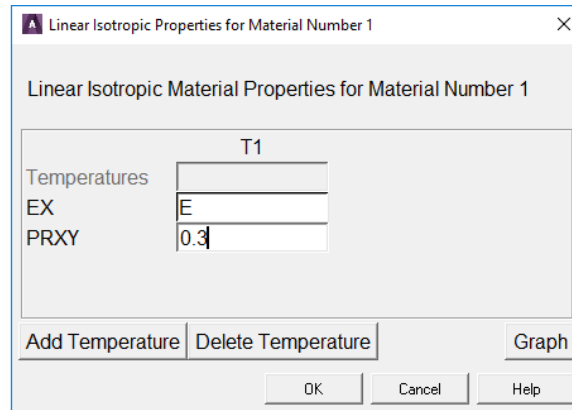 Linear Isotropic Properties for Material Number 1
Linear Isotropic Material Properties for Material Number 1
T1
Temperatures
EX E
PRXY 0.3
Add Temperature Delete Temperature Graph
OK Cancel Help